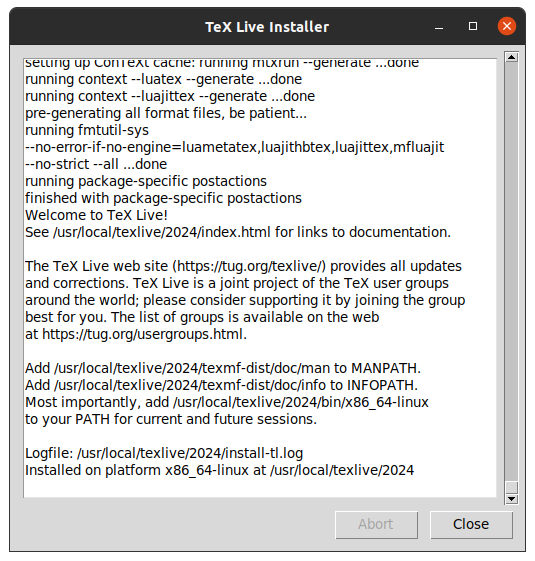 TeX Live Installer
setting up ConTeXt cache: running mtxrun --generate ...done
running context --luatex --generate ...done
running context --luajittex --generate ...done
pre-generating all format files, be patient...
running fmtutil-sys
--no-error-if-no-engine=luametatex,luajithbtex,luajittex,mfluajit
--no-strict --all ...done
running package-specific postactions
finished with package-specific postactions
Welcome to TeX Live!
See /usr/local/texlive/2024/index.html for links to documentation.
The TeX Live web site (https://tug.org/texlive/) provides all updates
and corrections. TeX Live is a joint project of the TeX user groups
around the world; please consider supporting it by joining the group
best for you. The list of groups is available on the web
at https://tug.org/usergroups.html.
Add /usr/local/texlive/2024/texmf-dist/doc/man to MANPATH.
Add /usr/local/texlive/2024/texmf-dist/doc/info to INFOPATH.
Most importantly, add /usr/local/texlive/2024/bin/x86_64-linux
to your PATH for current and future sessions.
Logfile: /usr/local/texlive/2024/install-tl.log
Installed on platform x86_64-linux at /usr/local/texlive/2024
Abort Close